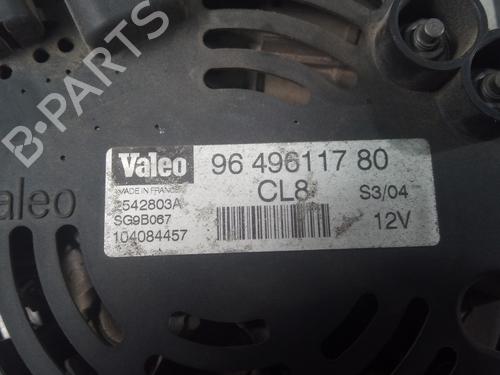 B-PARTS
Valeo 96 496117 80
MADE IN FRANCE CL8 S3/04
2542803A
SG9B067 12V
104084457
aleo